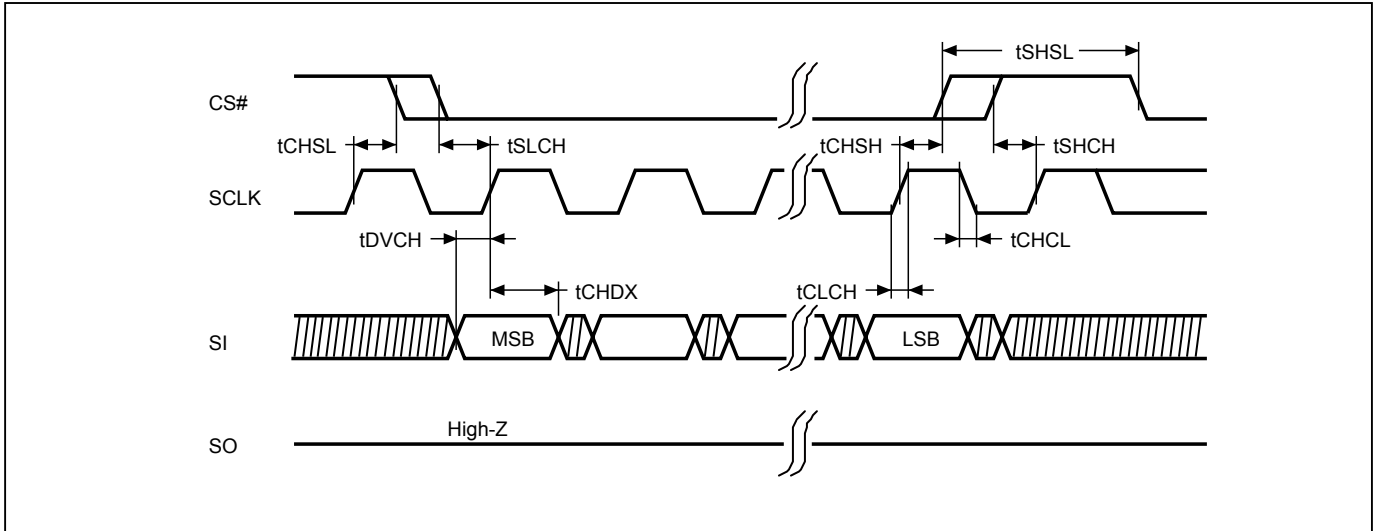 tSHSL
CS#
tCHSL
tSLCH
tCHSH
tSHCH
SCLK
tDVCH
tCHCL
tCHDX
tCLCH
SI
MSB
LSB
High-Z
SO